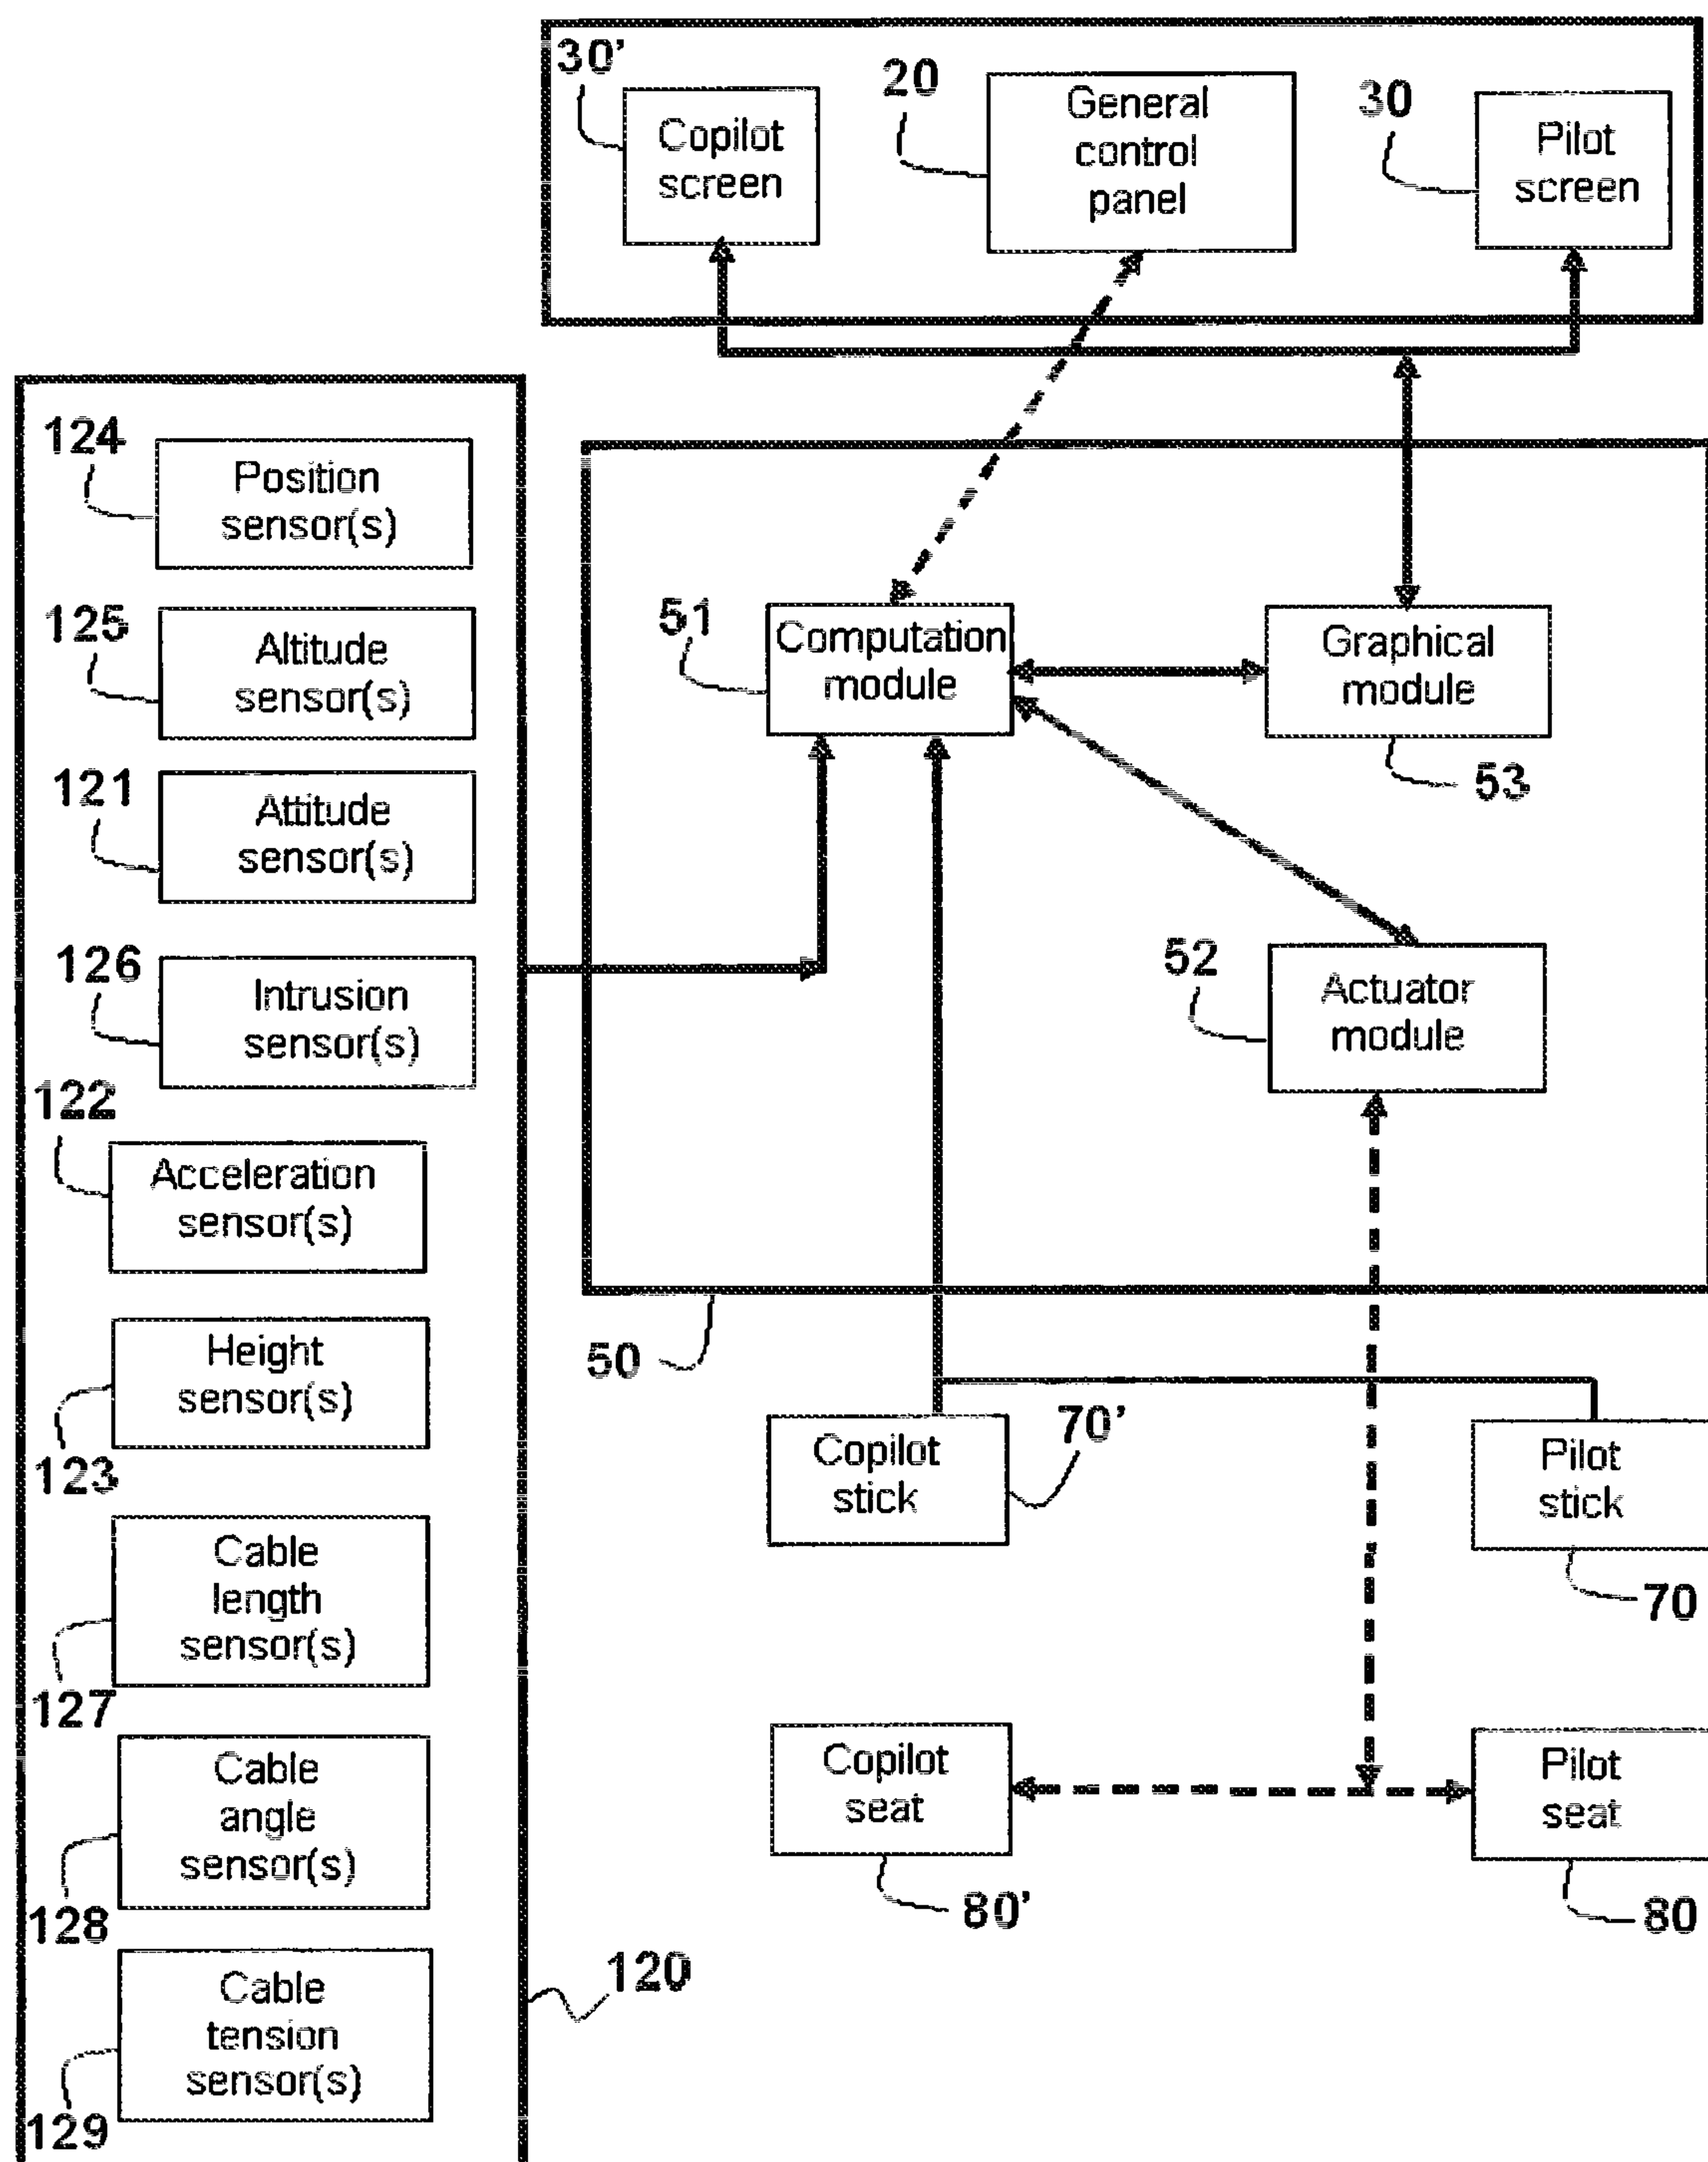 30’
Copilot
screen
20
General
control
panel
30
Pilot
screen
124
Position
sensor(s)
125
Altitude
sensor(s)
121
Attitude
sensor(s)
126
Intrusion
sensor(s)
122
Acceleration
sensor(s)
Height
sensor(s)
123
Cable
length
sensor(s)
127
Cable
angle
sensor(s)
128
Cable
tension
sensor(s)
129
120
51
Computation
module
Graphical
module
53
52
Actuator
module
50
Copilot
stick
70’
Pilot
stick
70
Copilot
seat
80’
Pilot
seat
80